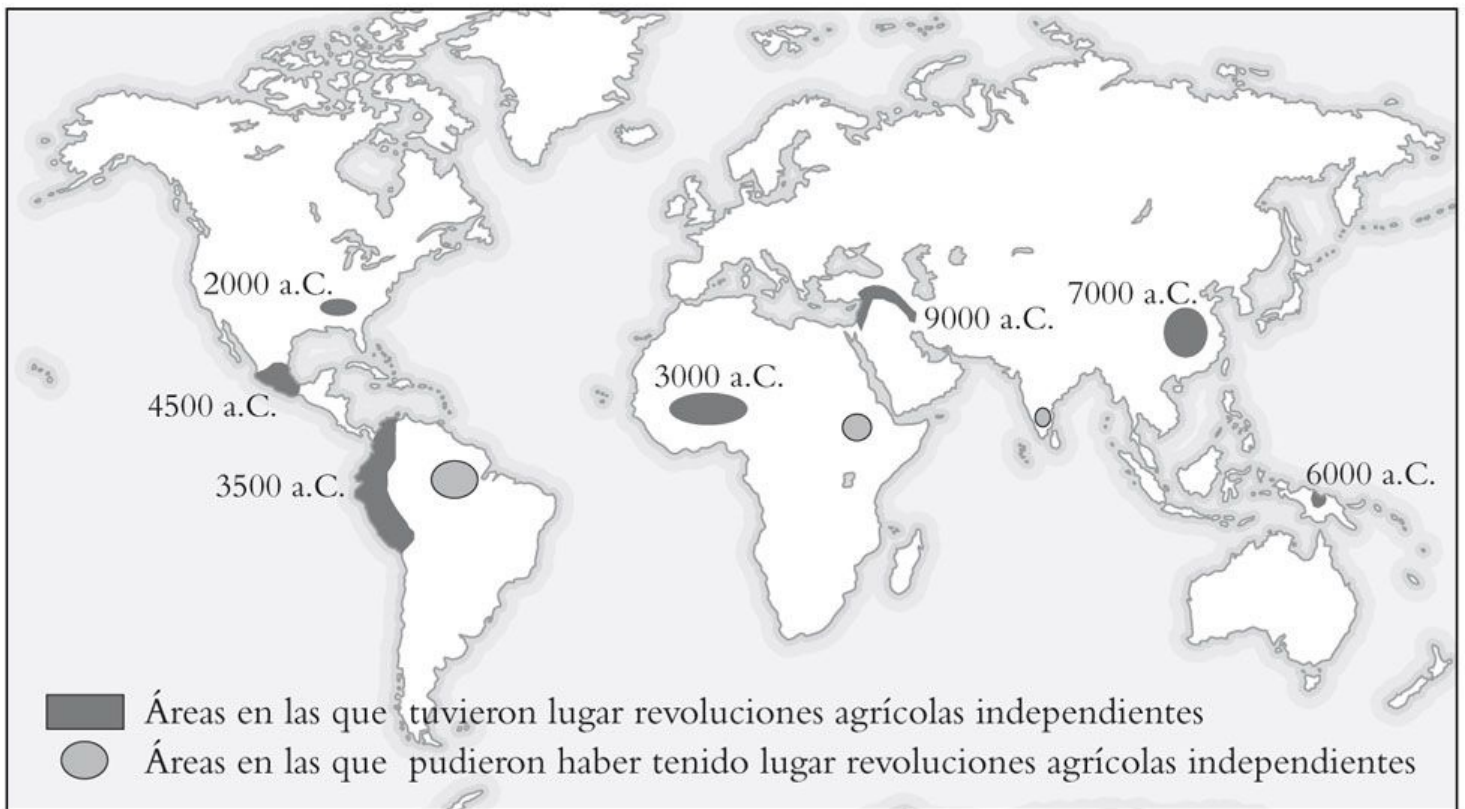 2000 a.C.
7000 a.C.
9000 a.C.
3000 a.C.
4500 a.C.
3500 a.C.
6000 a.C.
Áreas en las que tuvieron lugar revoluciones agrícolas independientes
Áreas en las que pudieron haber tenido lugar revoluciones agrícolas independientes